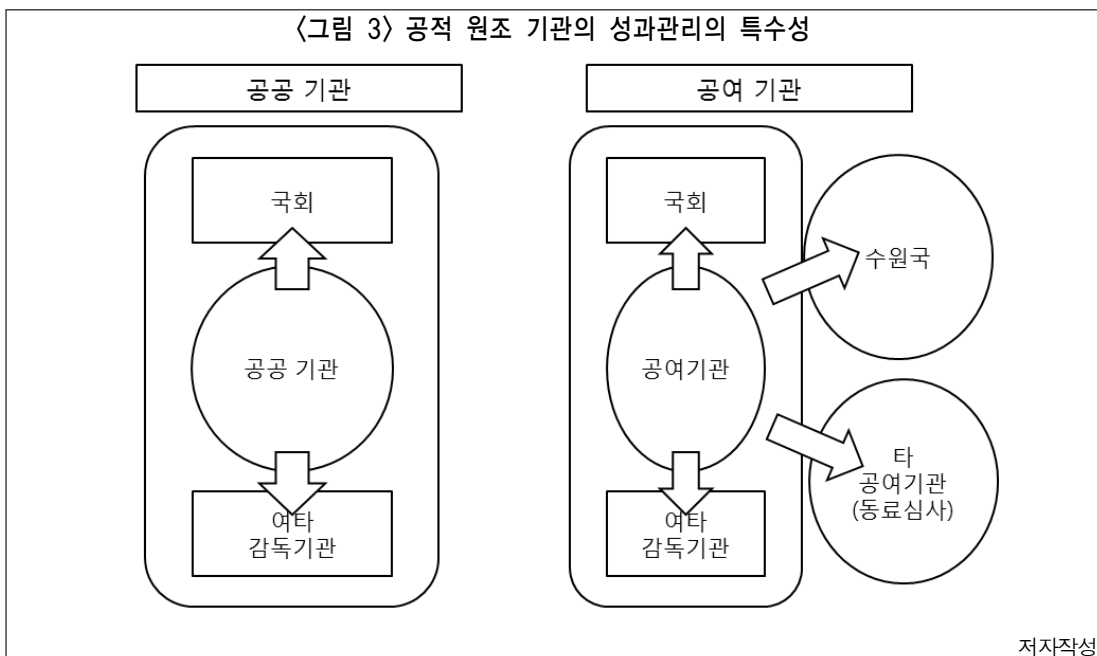 〈그림 3〉 공적 원조 기관의 성과관리의 특수성
공공 기관
국회
공공 기관
여타
감독기관
공여 기관
국회
공여기관
여타
감독기관
수원국
타
공여기관
(동료심사)
저자작성